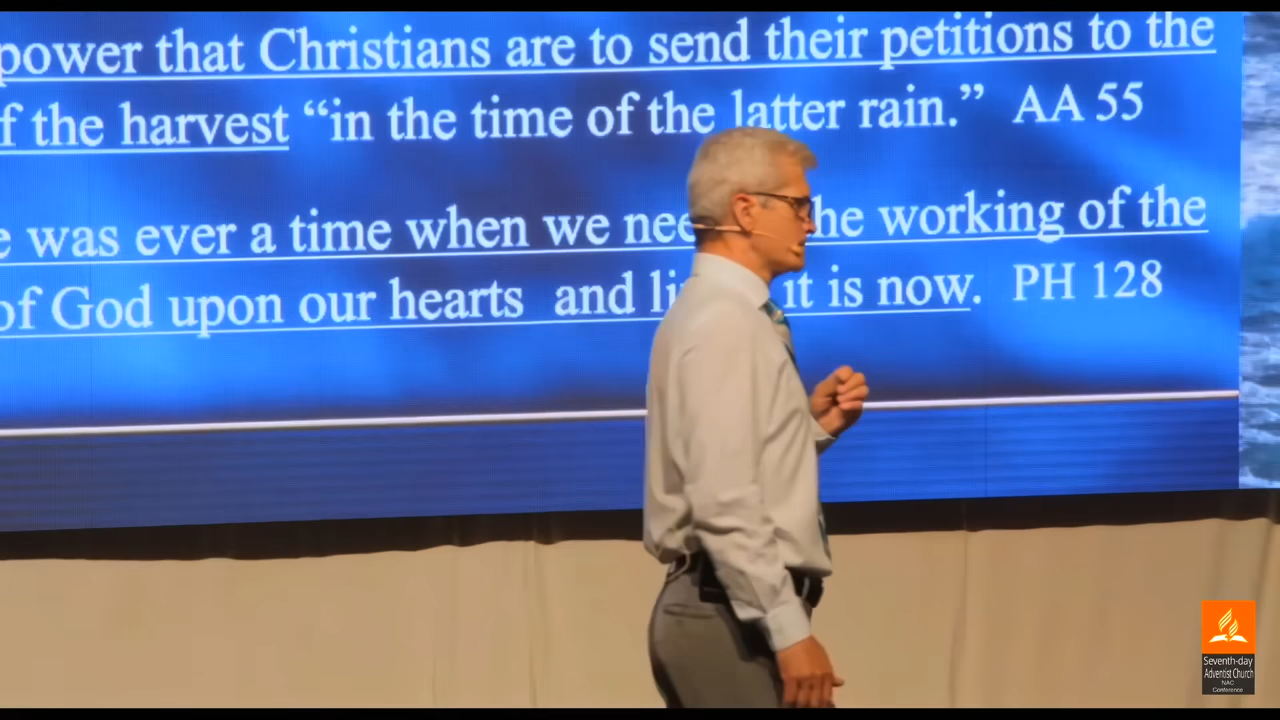 power that Christians are to send their petitions to the
f the harvest “in the time of the latter rain.” AA 55
e was ever a time when we nee he working of the
of God upon our hearts and li it is now. PH 128
Seventh-day
Adventist Church
NAC
Conference